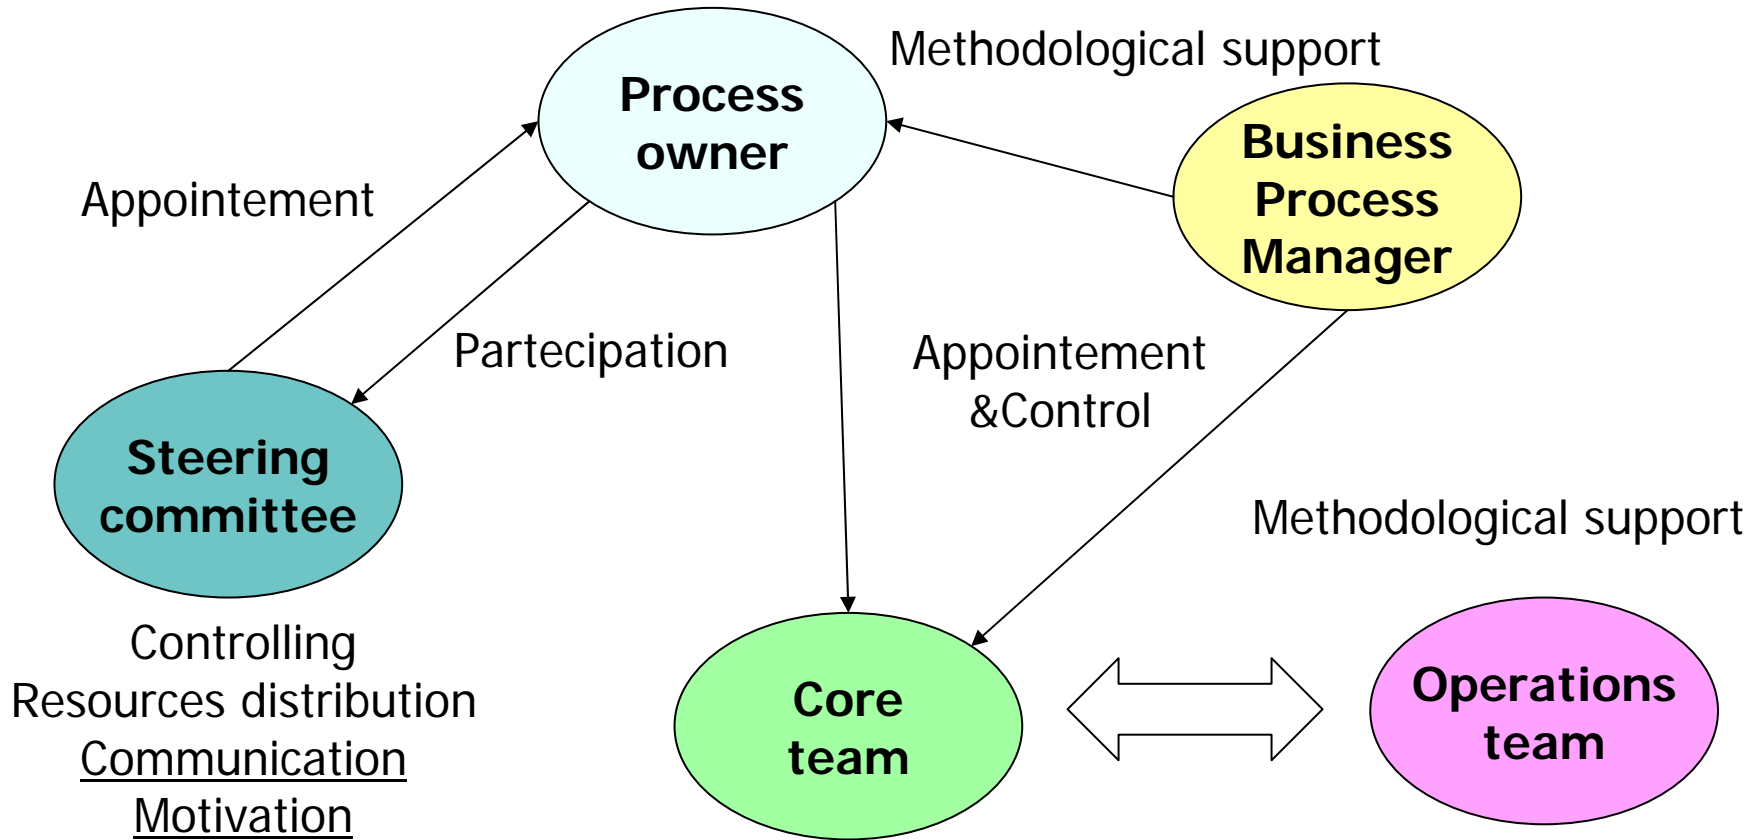 Methodological support
Process
owner
Business
Process
Manager
Appointement
Partecipation
Appointement
&Control
Steering
committee
Methodological support
Controlling
Resources distribution
Communication
Motivation
Core
team
Operations
team